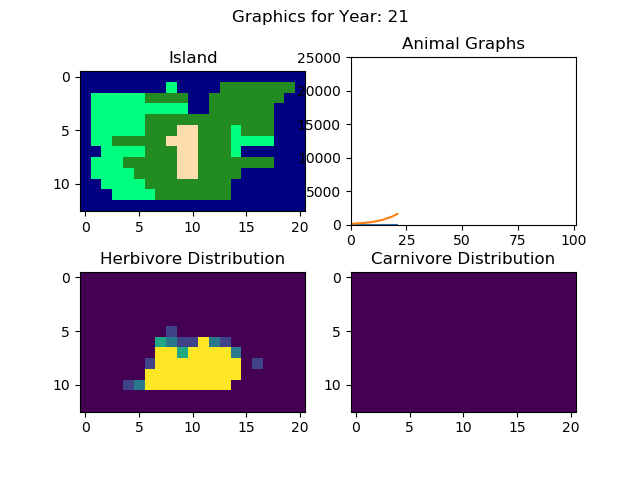 Graphics for Year: 21
Island
0
5
10
0 5 10 15 20
Animal Graphs
25000
20000
15000
10000
5000
0
0 25 50 75 100
Herbivore Distribution
0
5
10
0 5 10 15 20
Carnivore Distribution
0
5
10
0 5 10 15 20